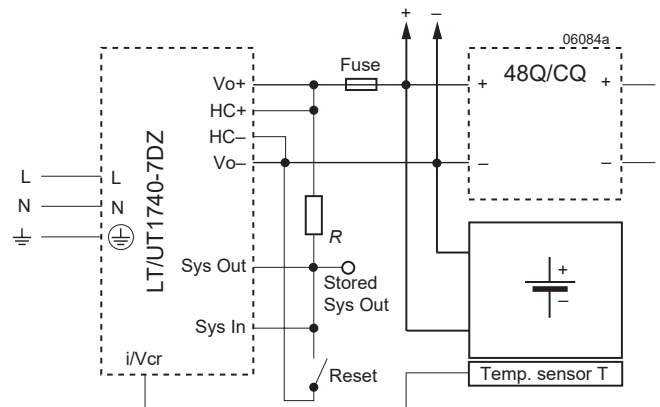 + –
06084a
Fuse
48Q/CQ
Vo+
+ +
HC+
HC–
Vo–
– –
L L
N N
LT/UT1740-7DZ
R
Sys Out
Stored
Sys Out
+
–
Sys In
i/Vcr
Reset
Temp. sensor T